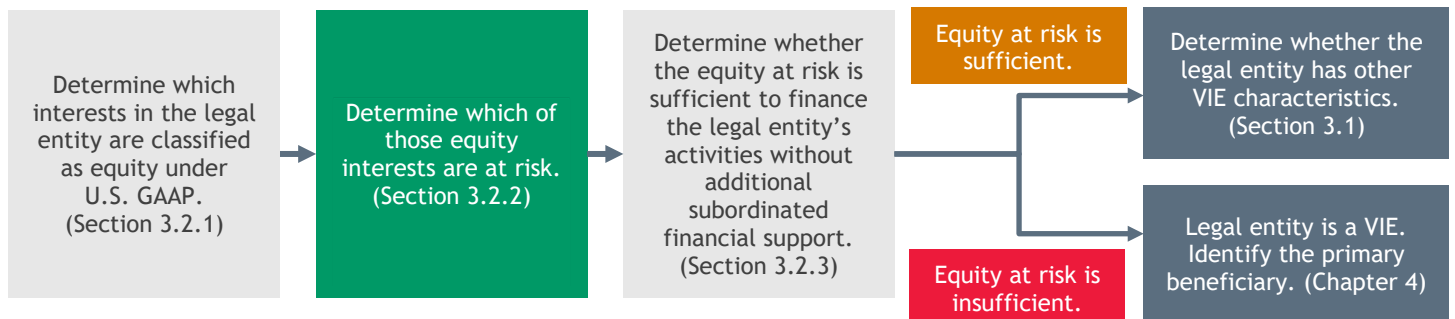 Determine which
interests in the legal
entity are classified
as equity under
U.S. GAAP.
(Section 3.2.1)
Determine which of
those equity
interests are at risk.
(Section 3.2.2)
Determine whether
the equity at risk is
sufficient to finance
the legal entity’s
activities without
additional
subordinated
financial support.
(Section 3.2.3)
Equity at risk is
sufficient.
Determine whether the
legal entity has other
VIE characteristics.
(Section 3.1)
Equity at risk is
insufficient.
Legal entity is a VIE.
Identify the primary
beneficiary. (Chapter 4)